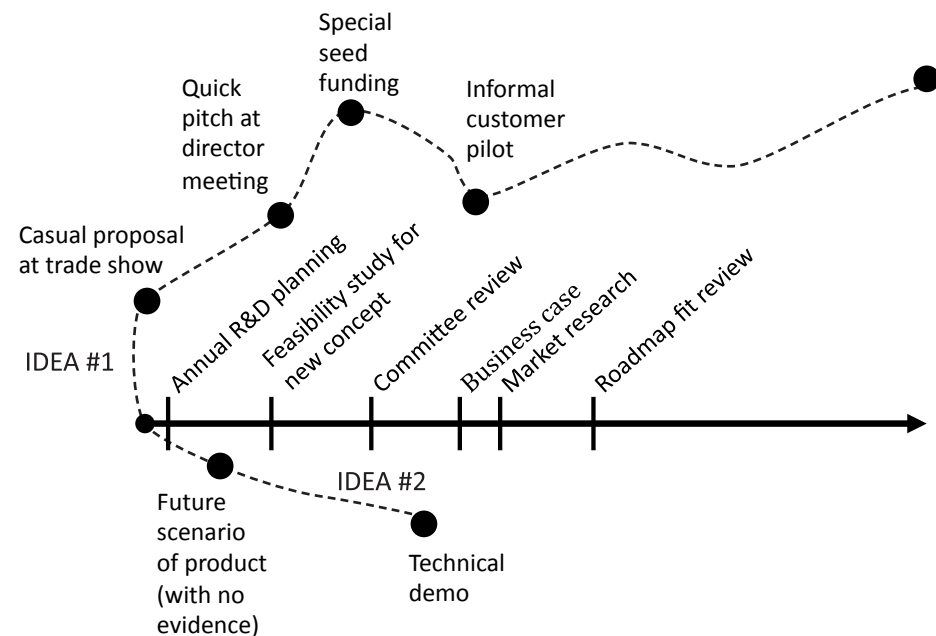 Special
seed
funding
Quick
pitch at
director
meeting
Informal
customer
pilot
Casual proposal
at trade show
IDEA #1
Annual R&D planning
Feasibility study for
new concept
Committee review
Business case
Market research
Roadmap fit review
IDEA #2
Future
scenario
of product
(with no
evidence)
Technical
demo